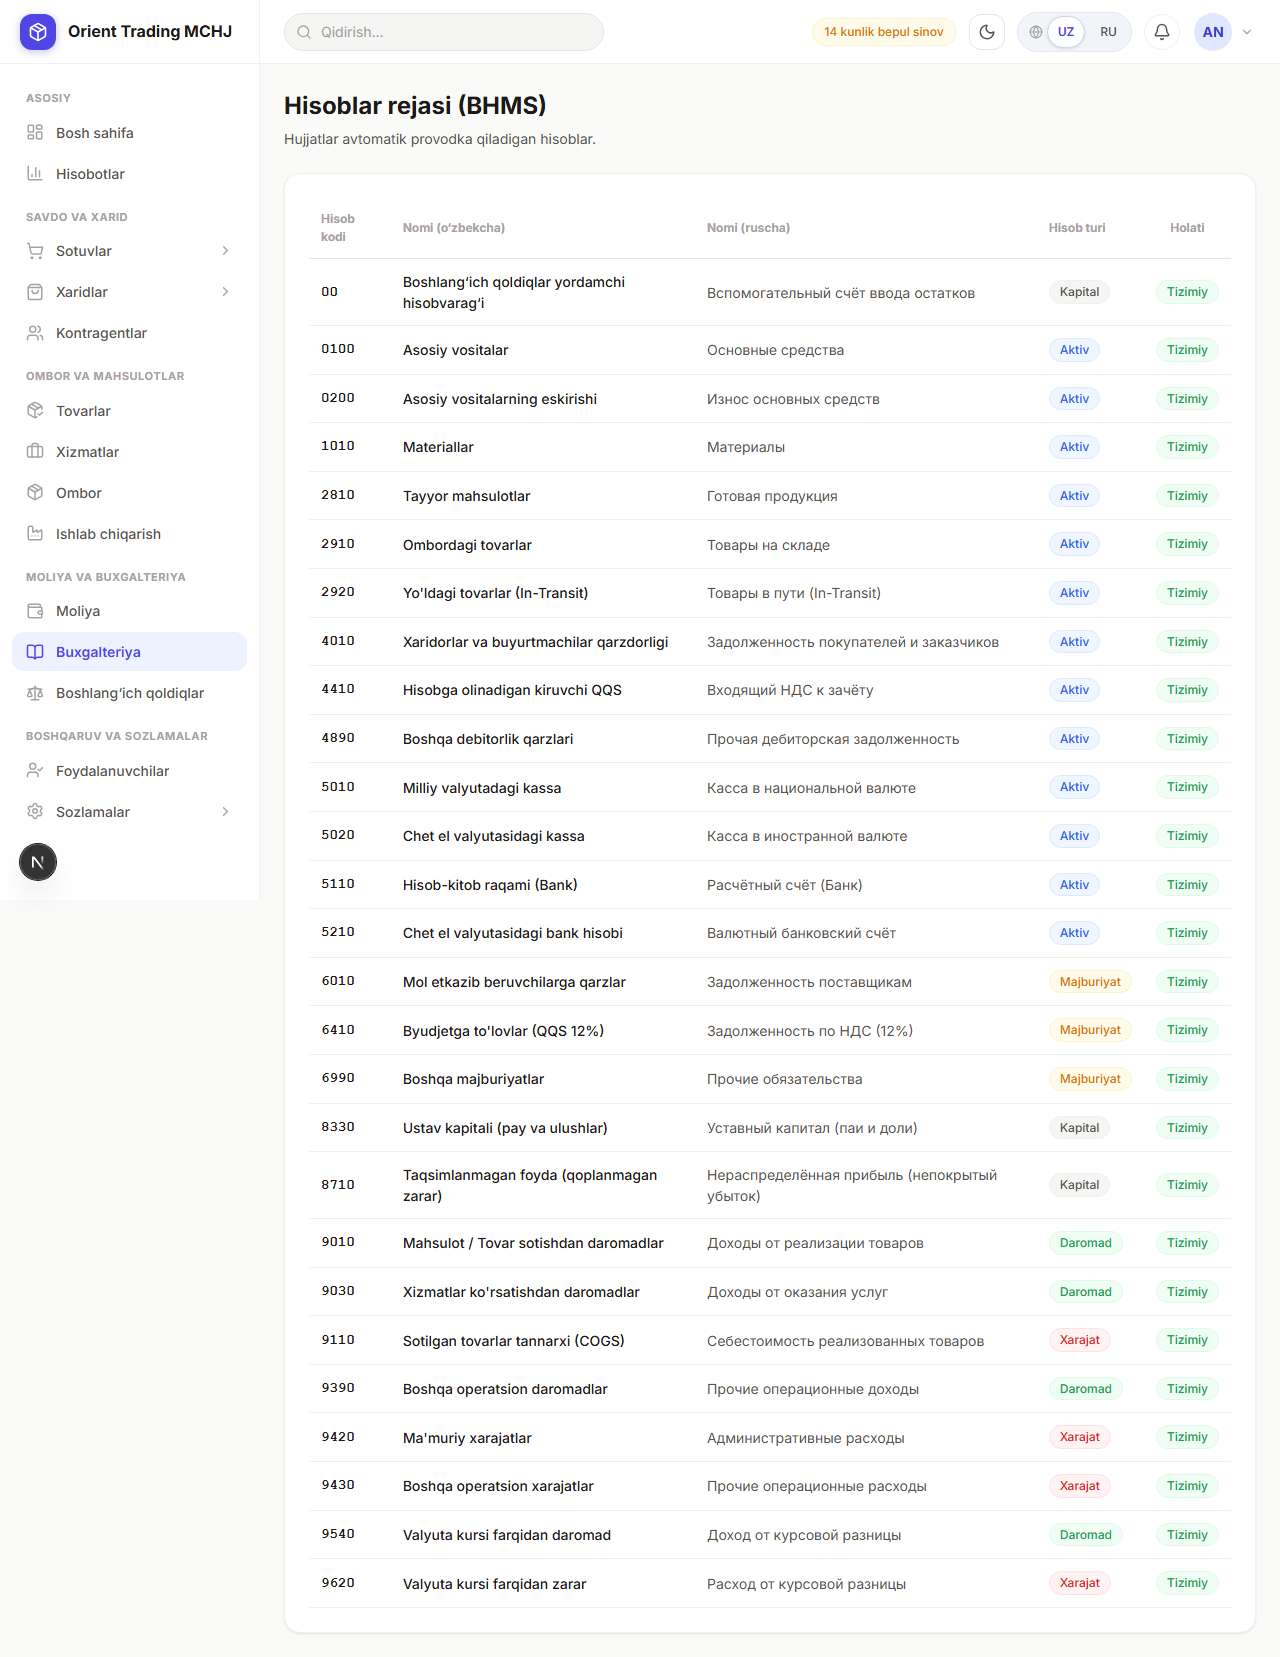 Orient Trading MCHJ
Qidirish...
14 kunlik bepul sinov
UZ
RU
AN
ASOSIY
Bosh sahifa
Hisobotlar
SAVDO VA XARID
Sotuvlar
Xaridlar
Kontragentlar
OMBOR VA MAHSULOTLAR
Tovarlar
Xizmatlar
Ombor
Ishlab chiqarish
MOLIYA VA BUXGALTERIYA
Moliya
Buxgalteriya
Boshlang‘ich qoldiqlar
BOSHQARUV VA SOZLAMALAR
Foydalanuvchilar
Sozlamalar
N
Hisoblar rejasi (BHMS)
Hujjatlar avtomatik provodka qiladigan hisoblar.
Hisob
kodi
Nomi (o‘zbekcha)
Nomi (ruscha)
Hisob turi
Holati
00
Boshlang‘ich qoldiqlar yordamchi
hisobvarag‘i
Вспомогательный счёт ввода остатков
Kapital
Tizimiy
0100 Asosiy vositalar Основные средства Aktiv Tizimiy
0200 Asosiy vositalarning eskirishi Износ основных средств Aktiv Tizimiy
1010 Materiallar Материалы Aktiv Tizimiy
2810 Tayyor mahsulotlar Готовая продукция Aktiv Tizimiy
2910 Ombordagi tovarlar Товары на складе Aktiv Tizimiy
2920 Yo'ldagi tovarlar (In-Transit) Товары в пути (In-Transit) Aktiv Tizimiy
4010 Xaridorlar va buyurtmachilar qarzdorligi Задолженность покупателей и заказчиков Aktiv Tizimiy
4410 Hisobga olinadigan kiruvchi QQS Входящий НДС к зачёту Aktiv Tizimiy
4890 Boshqa debitorlik qarzlari Прочая дебиторская задолженность Aktiv Tizimiy
5010 Milliy valyutadagi kassa Касса в национальной валюте Aktiv Tizimiy
5020 Chet el valyutasidagi kassa Касса в иностранной валюте Aktiv Tizimiy
5110 Hisob-kitob raqami (Bank) Расчётный счёт (Банк) Aktiv Tizimiy
5210 Chet el valyutasidagi bank hisobi Валютный банковский счёт Aktiv Tizimiy
6010 Mol etkazib beruvchilarga qarzlar Задолженность поставщикам Majburiyat Tizimiy
6410 Byudjetga to'lovlar (QQS 12%) Задолженность по НДС (12%) Majburiyat Tizimiy
6990 Boshqa majburiyatlar Прочие обязательства Majburiyat Tizimiy
8330 Ustav kapitali (pay va ulushlar) Уставный капитал (паи и доли) Kapital Tizimiy
8710
Taqsimlanmagan foyda (qoplanmagan
zarar)
Нераспределённая прибыль (непокрытый
убыток)
Kapital
Tizimiy
9010 Mahsulot / Tovar sotishdan daromadlar Доходы от реализации товаров Daromad Tizimiy
9030 Xizmatlar ko'rsatishdan daromadlar Доходы от оказания услуг Daromad Tizimiy
9110 Sotilgan tovarlar tannarxi (COGS) Себестоимость реализованных товаров Xarajat Tizimiy
9390 Boshqa operatsion daromadlar Прочие операционные доходы Daromad Tizimiy
9420 Ma'muriy xarajatlar Административные расходы Xarajat Tizimiy
9430 Boshqa operatsion xarajatlar Прочие операционные расходы Xarajat Tizimiy
9540 Valyuta kursi farqidan daromad Доход от курсовой разницы Daromad Tizimiy
9620 Valyuta kursi farqidan zarar Расход от курсовой разницы Xarajat Tizimiy